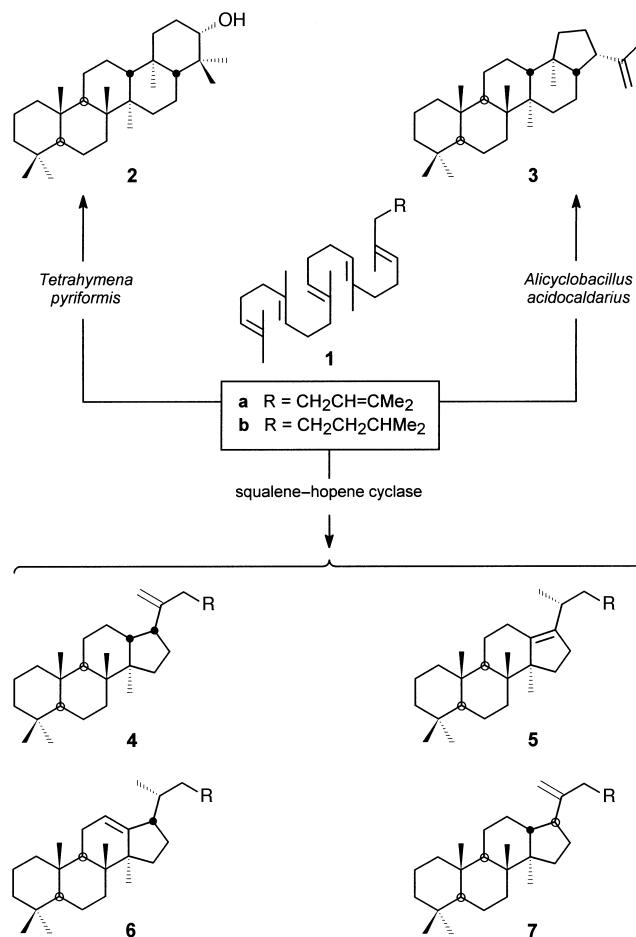 OH
2
3
R
Tetrahymena
pyriformis
Alicyclobacillus
acidocaldarius
1
a R = CH₂CH=CMe₂
b R = CH₂CH₂CHMe₂
squalene–hopene cyclase
R
R
4
5
R
R
6
7